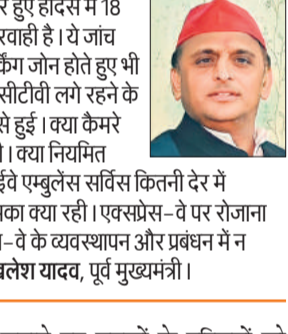 हुए हादसे में 18
रवाही है। ये जांच
किंग जोन होते हुए भी
सीटीवी लगे रहने के
से हुई। क्या कैमरे
। क्या नियमित
ईवे एम्बुलेंस सर्विस कितनी देर में
का क्या रही। एक्सप्रेस-वे पर रोजाना
-वे के व्यवस्थापन और प्रबंधन में न
खिलेश यादव, पूर्व मुख्यमंत्री।